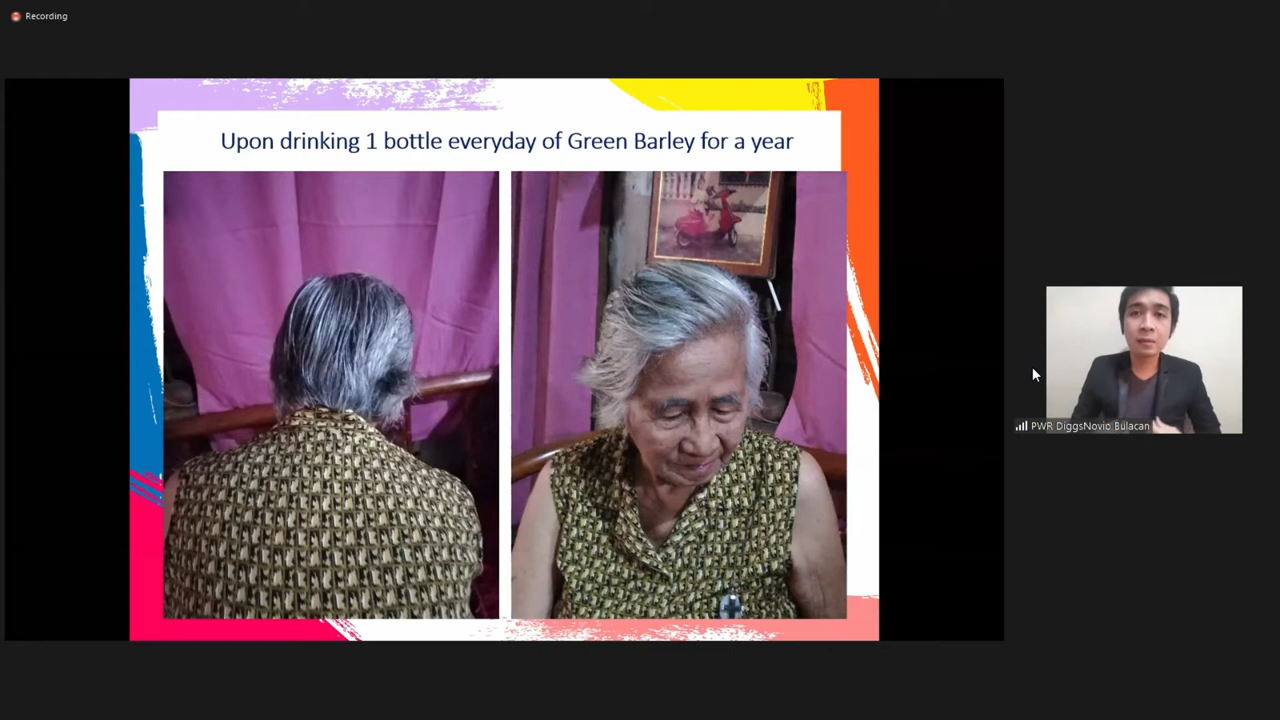 Recording
Upon drinking 1 bottle everyday of Green Barley for a year
PWR DiggsNovio Bulacan